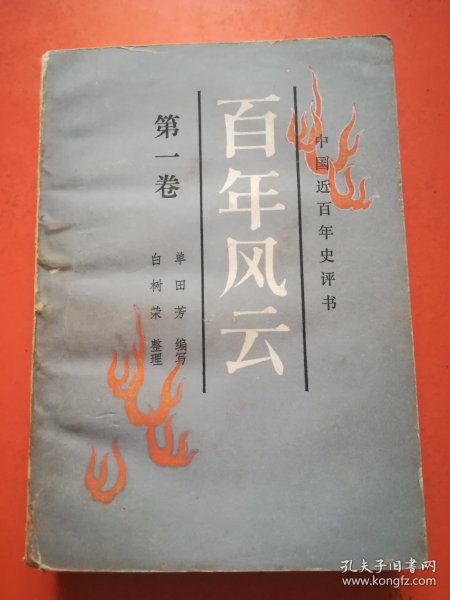 中国近百年史评书
百年风云
第一卷
单田芳 编写
白树荣 整理
孔夫子旧书网
www.kongfz.com